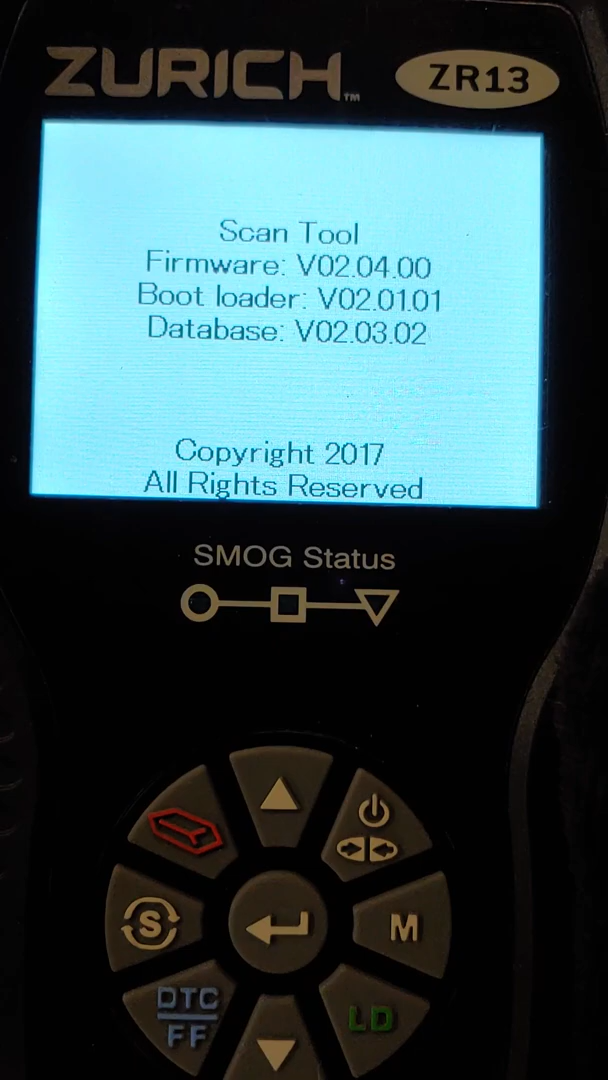 ZURICH™
ZR13
Scan Tool
Firmware: V02.04.00
Boot loader: V02.01.01
Database: V02.03.02
Copyright 2017
All Rights Reserved
SMOG Status
S
M
DTC
FF
LD